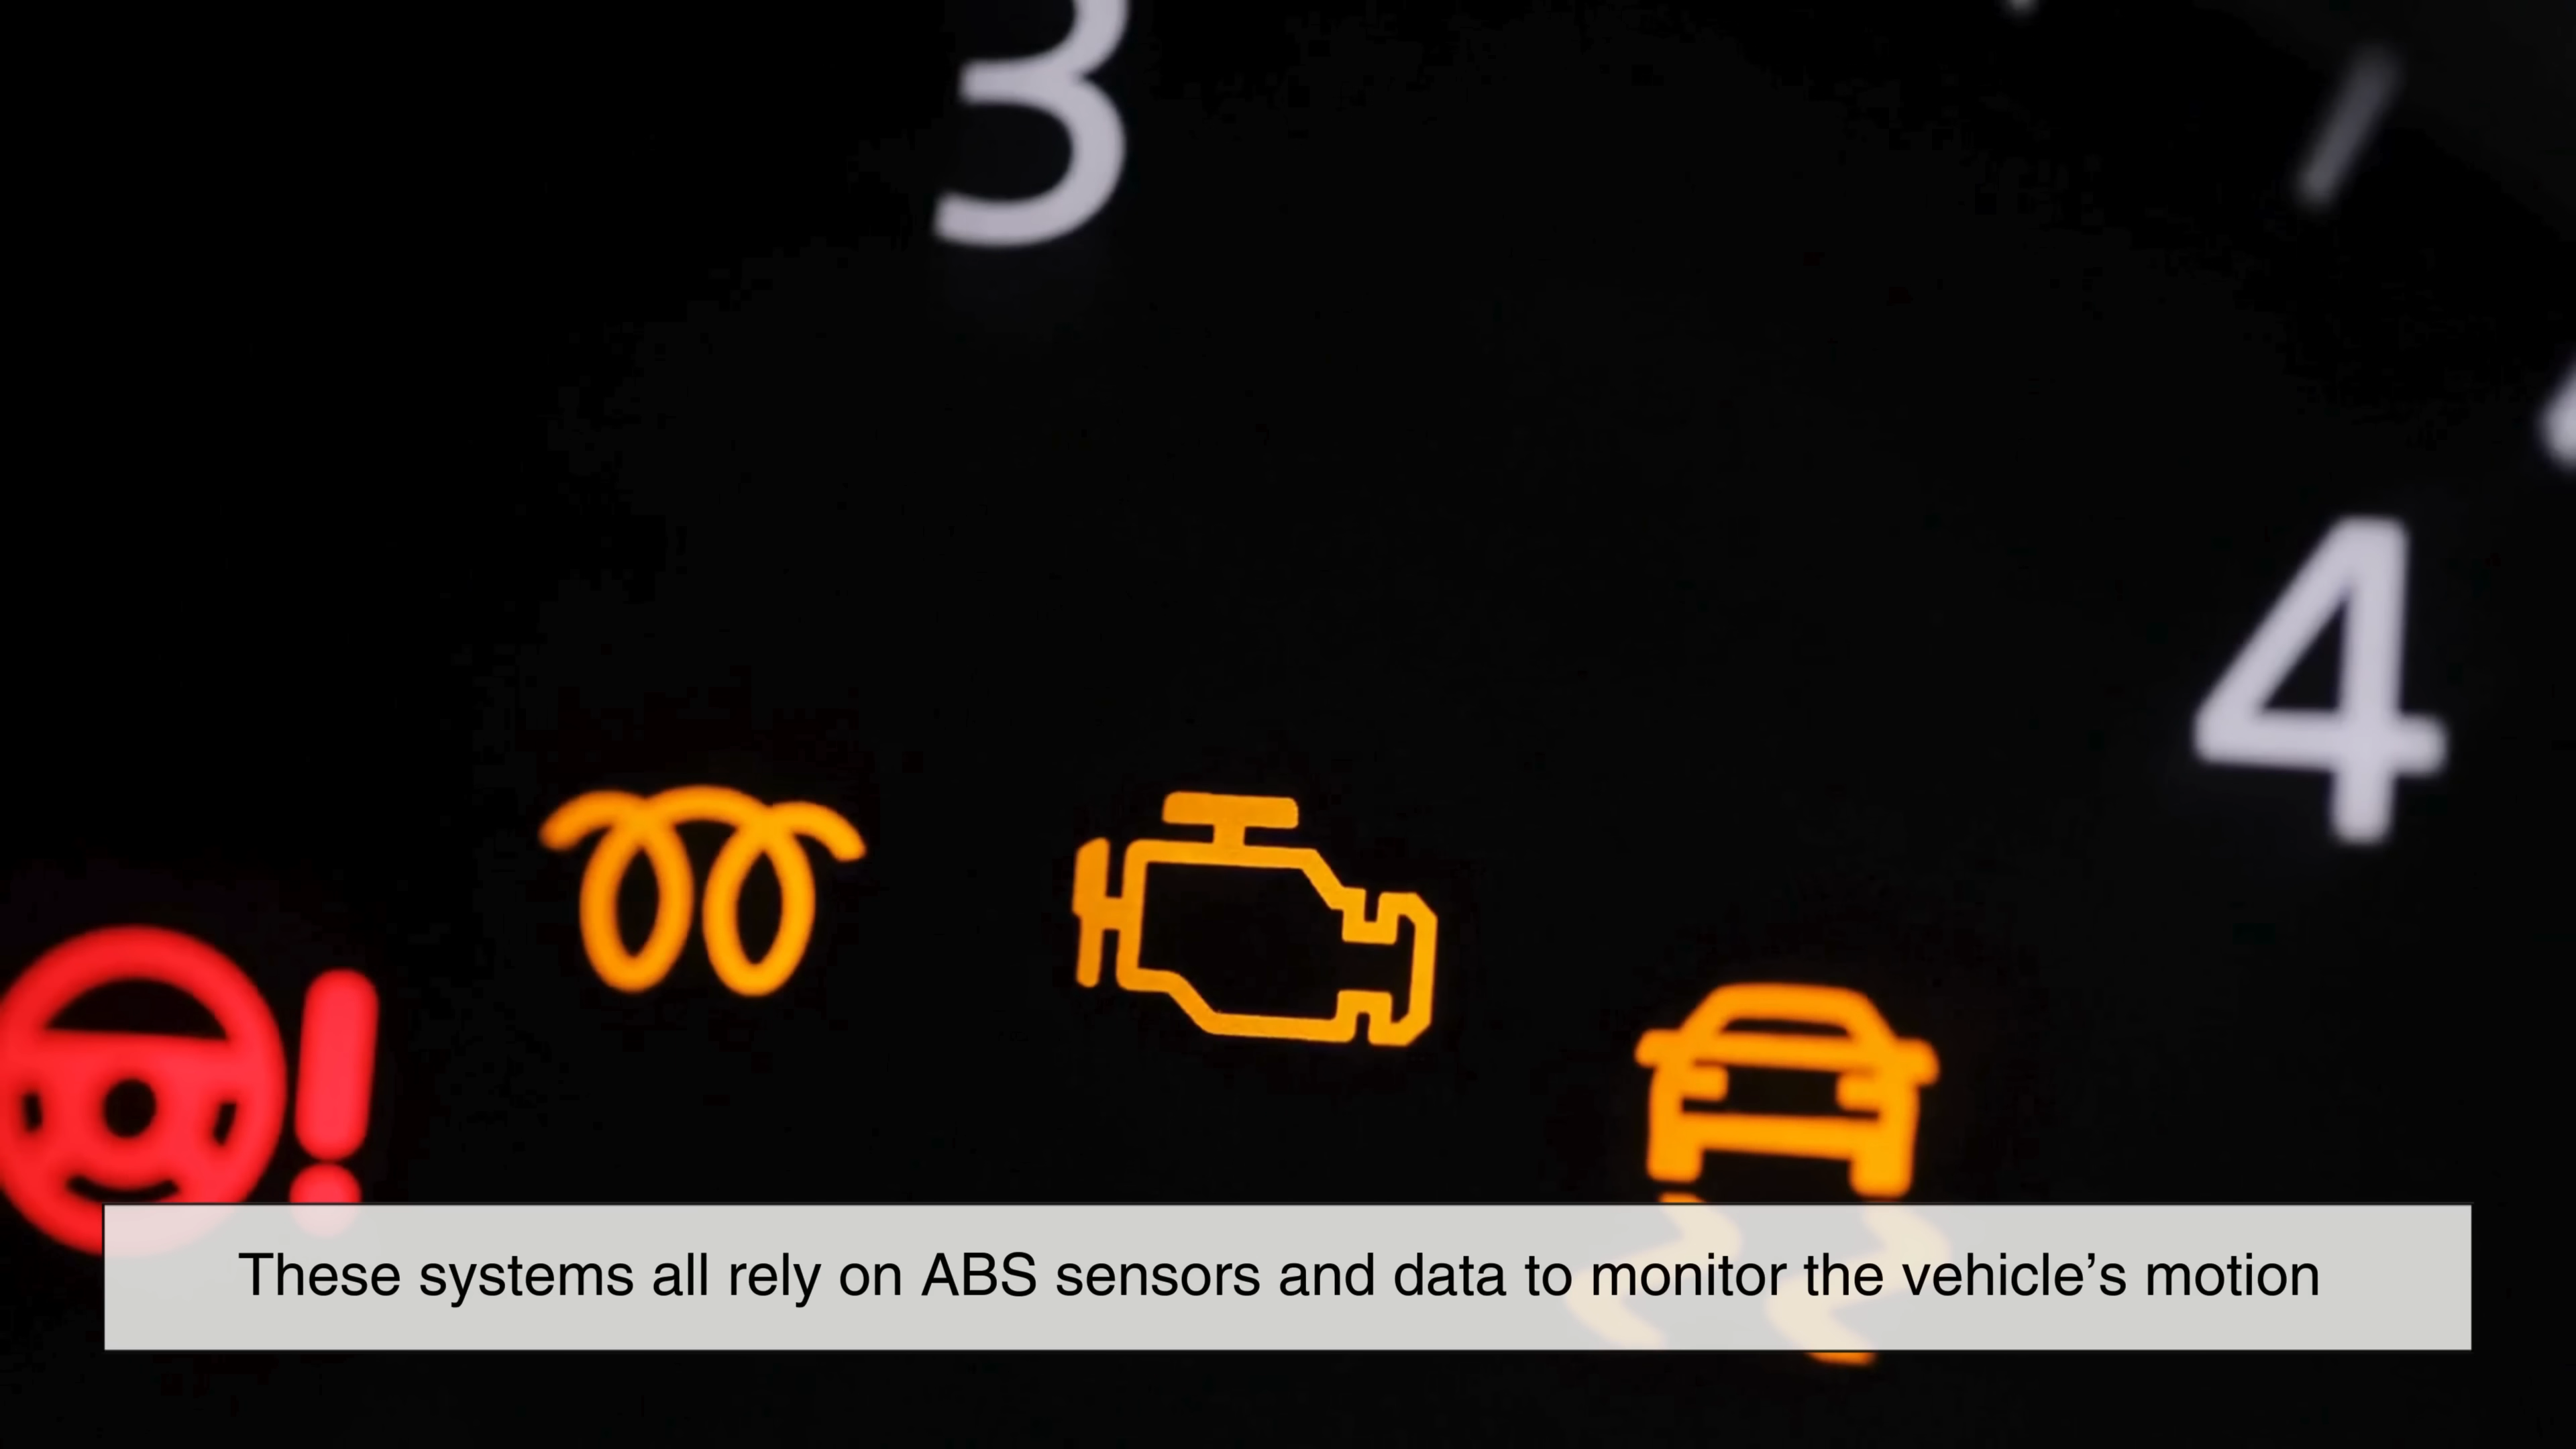 3
4
These systems all rely on ABS sensors and data to monitor the vehicle’s motion